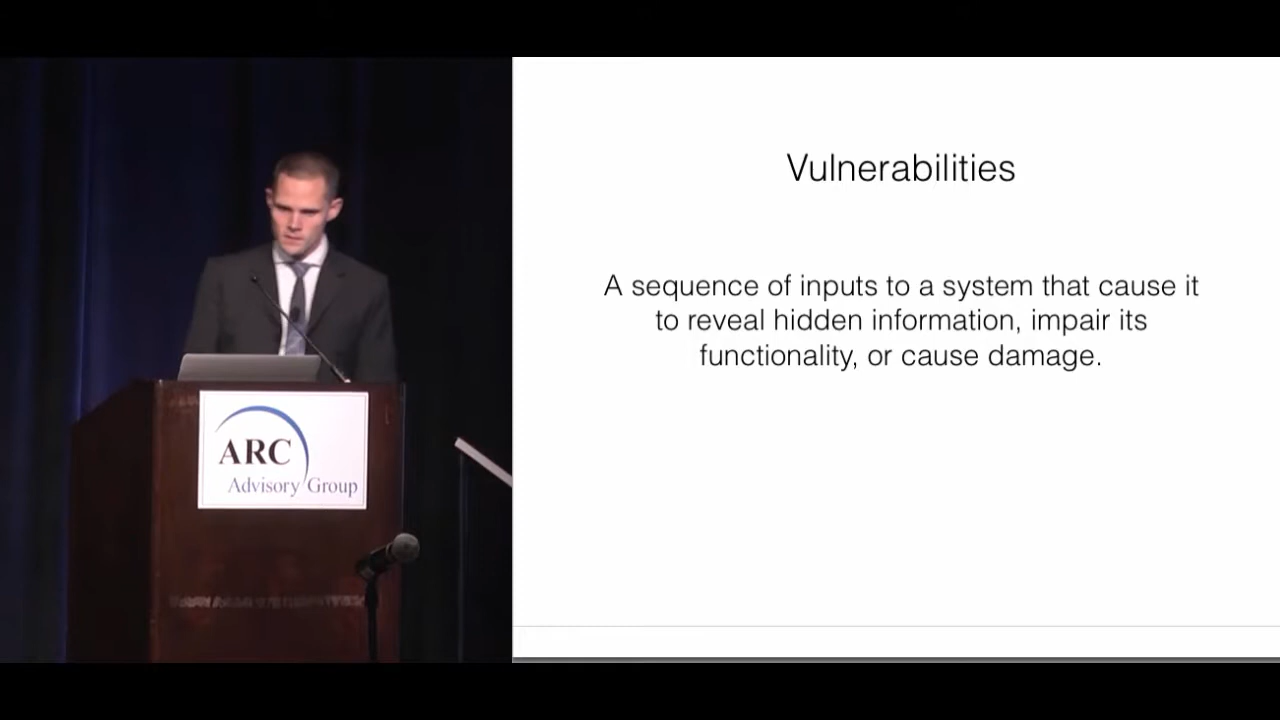 Vulnerabilities
A sequence of inputs to a system that cause it
to reveal hidden information, impair its
functionality, or cause damage.
ARC
Advisory Group